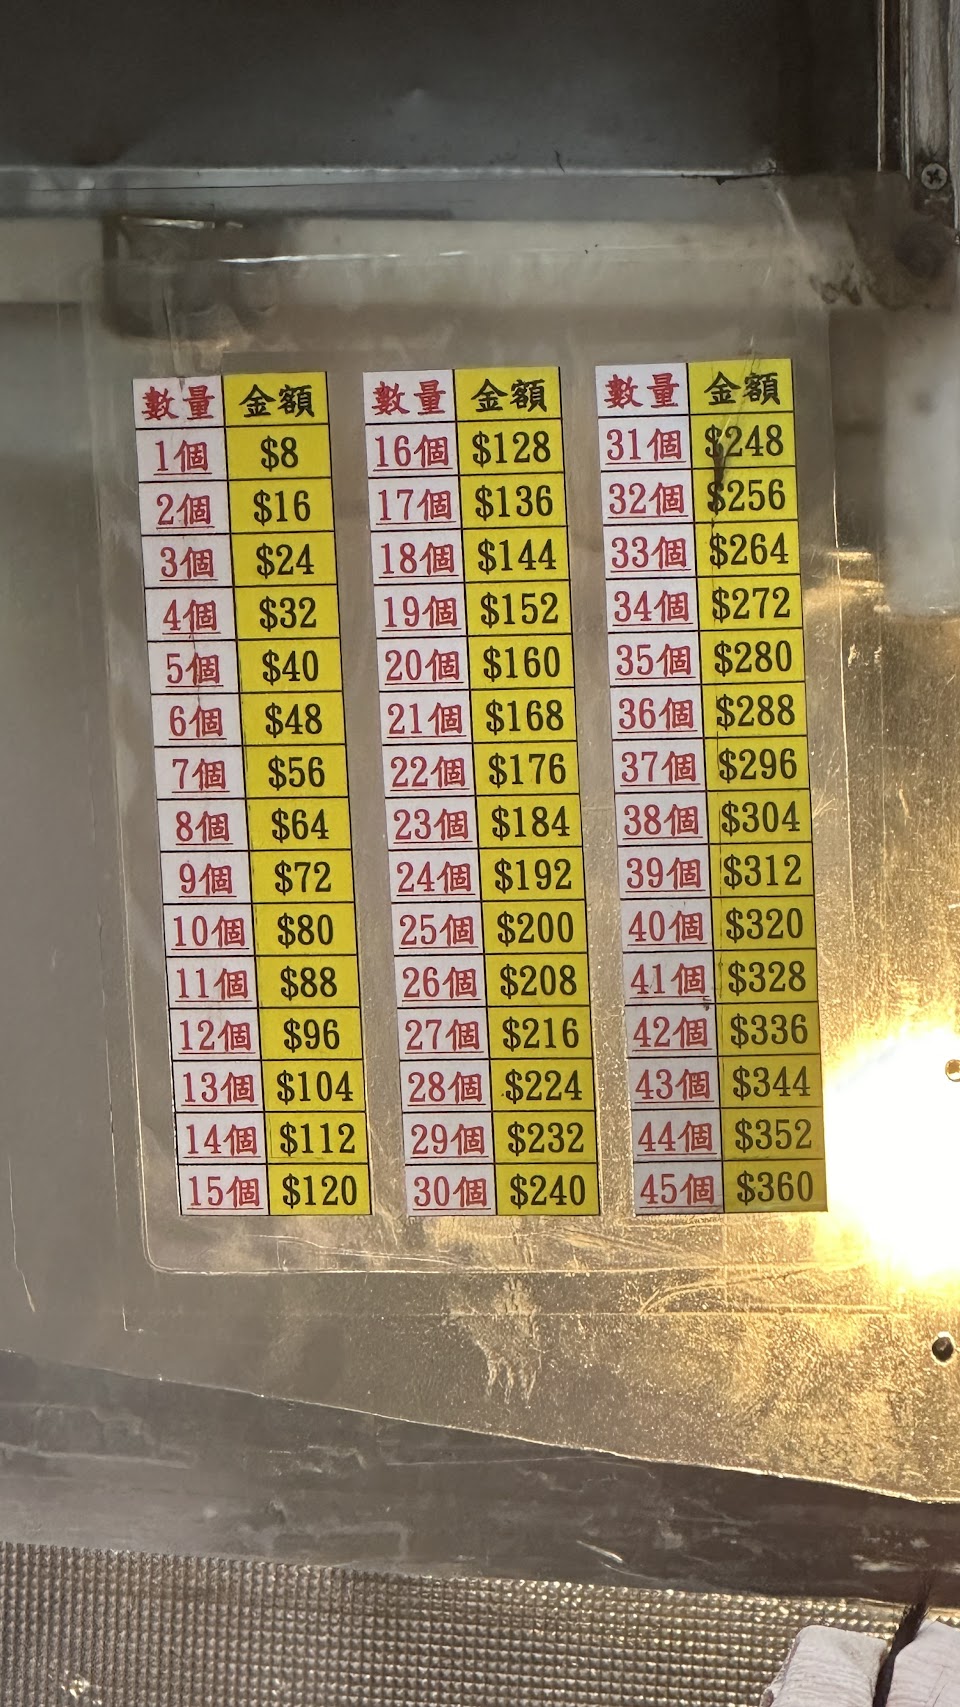 數量 金額
1個 $8
2個 $16
3個 $24
4個 $32
5個 $40
6個 $48
7個 $56
8個 $64
9個 $72
10個 $80
11個 $88
12個 $96
13個 $104
14個 $112
15個 $120
數量 金額
16個 $128
17個 $136
18個 $144
19個 $152
20個 $160
21個 $168
22個 $176
23個 $184
24個 $192
25個 $200
26個 $208
27個 $216
28個 $224
29個 $232
30個 $240
數量 金額
31個 $248
32個 $256
33個 $264
34個 $272
35個 $280
36個 $288
37個 $296
38個 $304
39個 $312
40個 $320
41個 $328
42個 $336
43個 $344
44個 $352
45個 $360